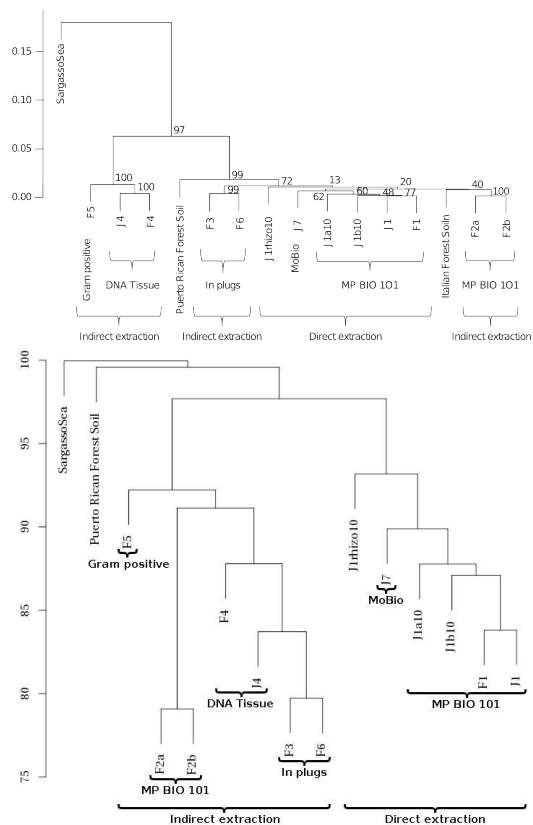 0.15
0.10
0.05
0.00
SargassoSea
97
100
100
99
99
72
13
20
62
60
48
77
40
100
F5
J 4
F4
Puerto Rican Forest Soil
F3
F6
J 1rhizo10
J 7
J 1a10
J 1b10
J 1
F1
Italian Forest Soiln
F2a
F2b
Gram positive
DNA Tissue
In plugs
MoBio
MP BIO 1O1
MP BIO 1O1
Indirect extraction
Indirect extraction
Direct extraction
Indirect extraction
100
95
90
85
80
75
SargassoSea
Puerto Rican Forest Soil
F5
Gram positive
J1rhizo10
J7
MoBio
F4
J1a10
J1b10
J4
DNA Tissue
F1
J1
MP BIO 101
F2a
F2b
MP BIO 101
F3
F6
In plugs
Indirect extraction
Direct extraction